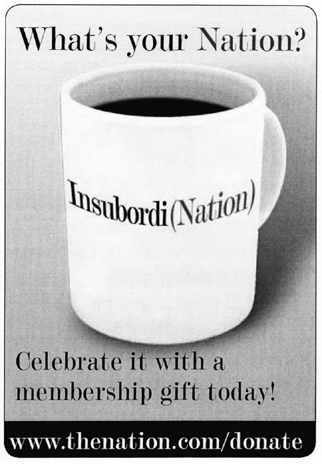 What's your Nation?
Insubordi(Nation)
Celebrate it with a
membership gift today!
www.thenation.com/donate